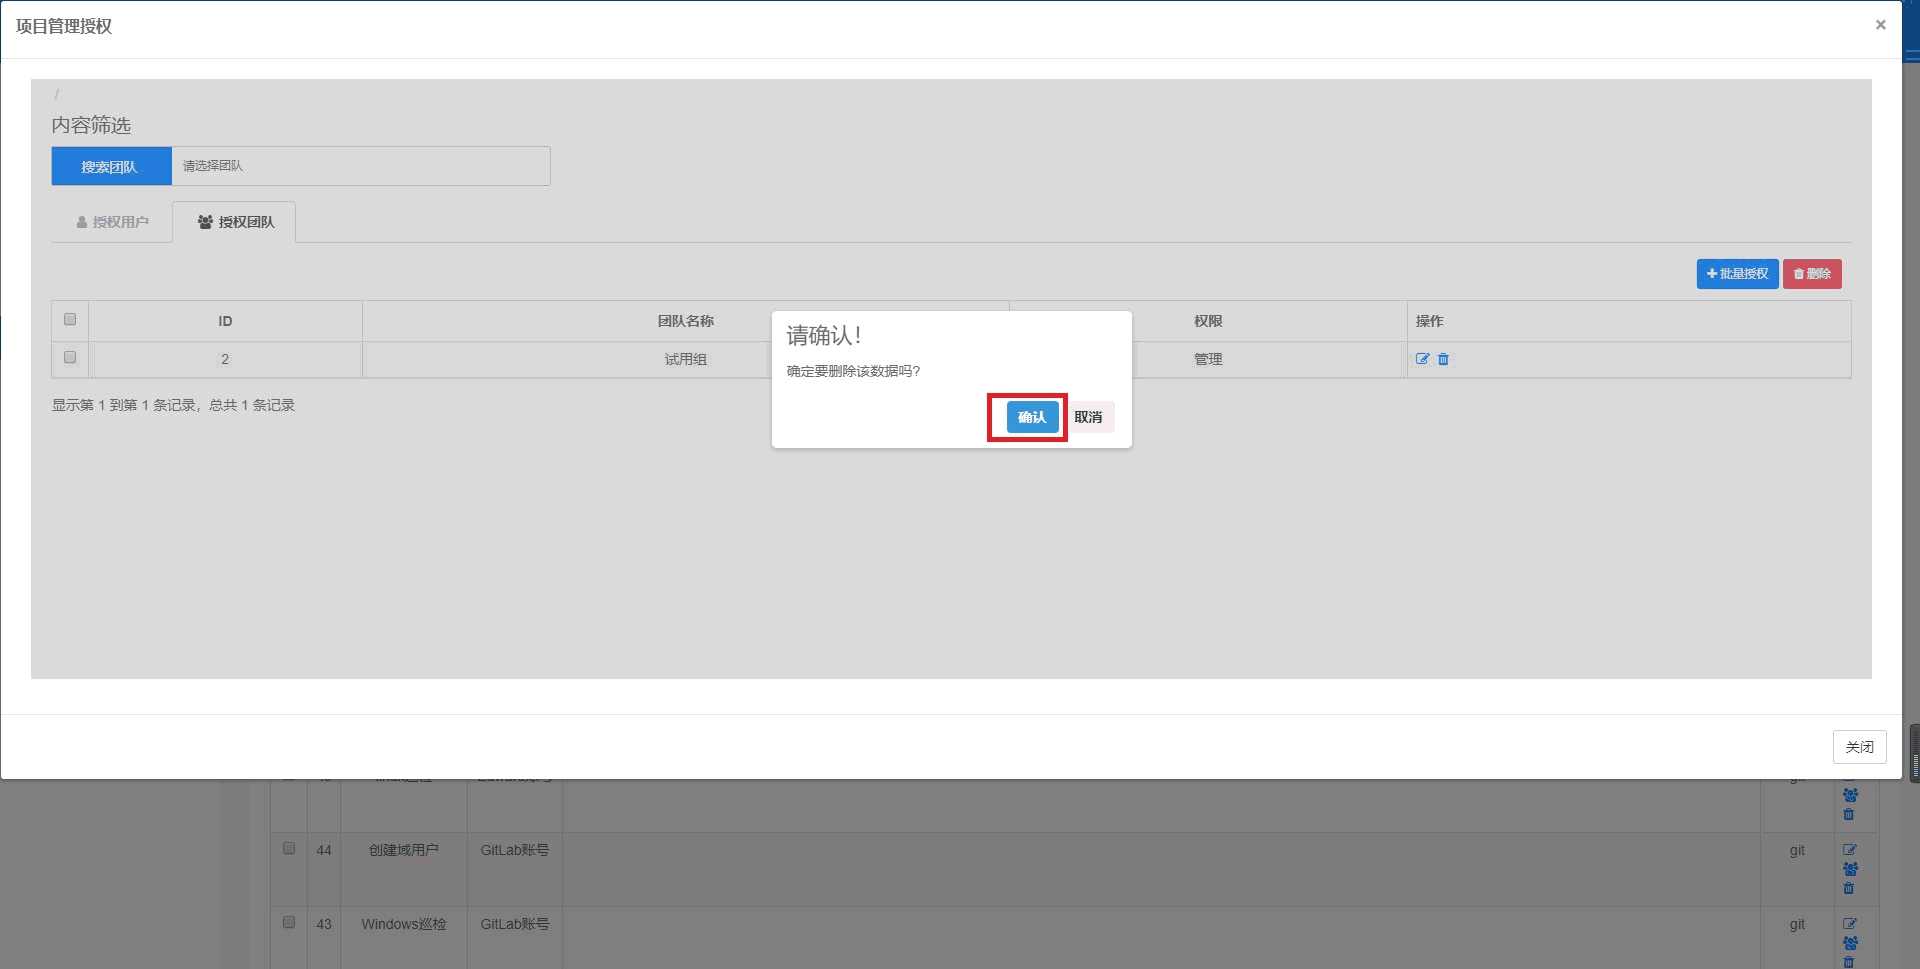 项目管理授权
×
/
内容筛选
搜索团队 请选择团队
授权用户 授权团队
批量授权 删除
ID 团队名称 权限 操作
2 试用组 管理
显示第 1 到第 1 条记录，总共 1 条记录
请确认！
确定要删除该数据吗?
确认 取消
关闭
44 创建域用户 GitLab账号 git
43 Windows巡检 GitLab账号 git